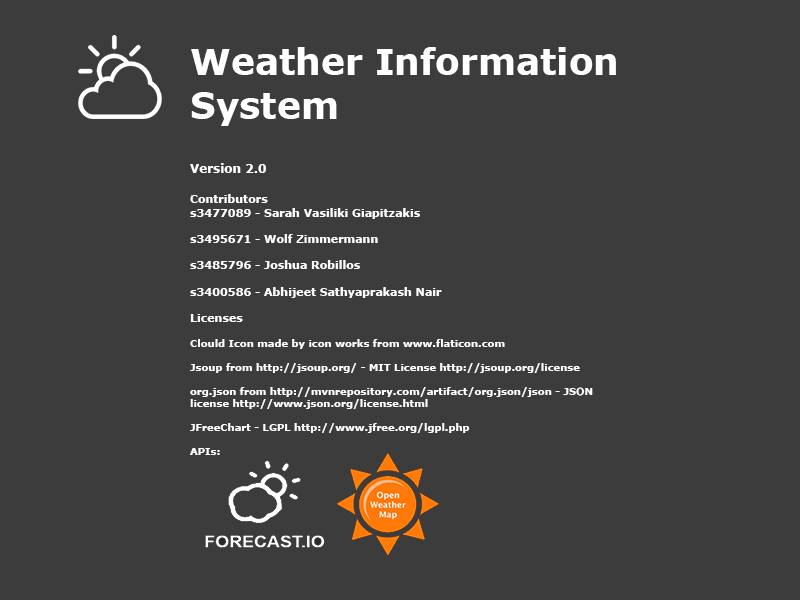 Weather Information
System
Version 2.0
Contributors
s3477089 - Sarah Vasiliki Giapitzakis
s3495671 - Wolf Zimmermann
s3485796 - Joshua Robillos
s3400586 - Abhijeet Sathyaprakash Nair
Licenses
Clould Icon made by icon works from www.flaticon.com
Jsoup from http://jsoup.org/ - MIT License http://jsoup.org/license
org.json from http://mvnrepository.com/artifact/org.json/json - JSON
license http://www.json.org/license.html
JFreeChart - LGPL http://www.jfree.org/lgpl.php
APIs:
Open
Weather
Map
FORECAST.IO